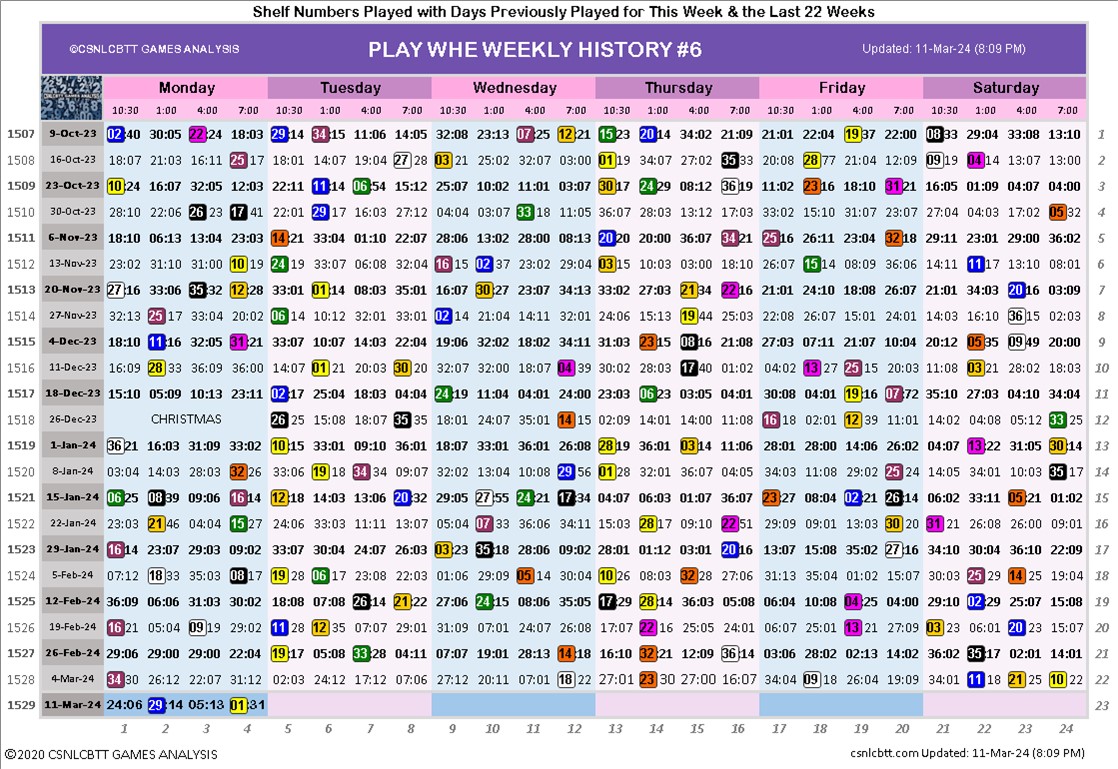 Shelf Numbers Played with Days Previously Played for This Week & the Last 22 Weeks
©CSNLCBTT GAMES ANALYSIS PLAY WHE WEEKLY HISTORY #6 Updated: 11-Mar-24 (8:09 PM)
Monday Tuesday Wednesday Thursday Friday Saturday
10:30 1:00 4:00 7:00 10:30 1:00 4:00 7:00 10:30 1:00 4:00 7:00 10:30 1:00 4:00 7:00 10:30 1:00 4:00 7:00 10:30 1:00 4:00 7:00
1507 9-Oct-23 02:40 30:05 22:24 18:03 29:14 34:15 11:06 14:05 32:08 23:13 07:25 12:21 15:23 20:14 34:02 21:09 21:01 22:04 19:37 22:00 08:33 29:04 33:08 13:10 1
1508 16-Oct-23 18:07 21:03 16:11 25:17 18:01 14:07 19:04 27:28 03:21 25:02 32:07 03:00 01:19 34:07 27:02 35:33 20:08 28:77 21:04 12:09 09:19 04:14 13:07 13:00 2
1509 23-Oct-23 10:24 16:07 32:05 12:03 22:11 11:14 06:54 15:12 25:07 10:02 11:01 03:07 30:17 24:29 08:12 36:19 11:02 23:16 18:10 31:21 16:05 01:09 04:07 04:00 3
1510 30-Oct-23 28:10 22:06 26:23 17:41 22:01 29:17 16:03 27:12 04:04 03:07 33:18 11:05 36:07 28:03 13:12 17:03 33:02 15:10 31:07 23:07 27:04 04:03 17:02 05:32 4
1511 6-Nov-23 18:10 06:13 13:04 23:03 14:21 33:04 01:10 22:07 28:06 13:02 28:00 08:13 20:20 20:00 36:07 34:21 25:16 26:11 23:04 32:18 29:11 23:01 29:00 36:02 5
1512 13-Nov-23 23:02 31:10 31:00 10:19 24:19 33:07 06:08 32:04 16:15 02:37 23:02 29:04 03:15 10:03 03:00 18:10 33:06 15:14 08:09 36:06 14:11 11:17 13:10 08:01 6
1513 20-Nov-23 27:16 33:06 35:32 12:28 33:01 01:14 08:03 35:01 16:07 30:27 23:07 34:13 33:02 27:03 21:34 22:16 21:01 24:10 18:08 26:07 21:01 34:03 20:16 03:09 7
1514 27-Nov-23 32:13 25:17 33:04 20:02 06:14 10:12 32:01 33:01 02:14 21:04 14:11 32:01 24:06 15:13 19:44 25:03 22:08 26:07 15:01 24:01 14:03 16:10 36:15 02:03 8
1515 4-Dec-23 18:10 11:16 32:05 31:21 33:07 10:07 14:03 22:08 19:06 32:02 18:02 34:11 31:03 23:15 08:16 21:08 27:03 07:11 21:07 10:04 20:12 05:35 09:49 20:00 9
1516 11-Dec-23 16:09 28:33 36:09 36:00 14:07 01:21 20:03 30:20 32:07 32:00 18:07 04:39 30:02 28:03 17:40 01:07 04:02 13:27 25:15 20:05 11:08 03:21 28:02 18:03 10
1517 18-Dec-23 15:10 05:09 10:13 23:11 02:17 25:04 18:03 04:04 24:19 11:04 04:01 24:00 27:03 06:23 22:13 11:05 30:08 04:01 19:16 07:72 35:10 27:03 04:10 34:04 11
1518 26-Dec-23 CHRISTMAS 26:25 15:08 18:07 35:18 18:09 24:07 35:01 14:15 02:04 14:01 14:00 11:08 16:18 02:01 12:39 11:01 14:02 24:08 05:12 33:25 12
1519 1-Jan-24 36:21 16:03 31:09 33:02 10:15 33:01 09:10 36:01 18:07 33:01 36:01 26:08 28:19 36:01 03:14 11:06 28:01 28:00 14:06 26:02 04:07 13:22 31:05 30:14 13
1520 8-Jan-24 03:04 14:03 28:03 32:26 33:06 19:18 34:34 09:07 32:02 13:04 10:08 29:56 01:28 32:01 36:07 04:05 34:03 11:08 29:02 25:24 14:05 34:01 10:03 35:17 14
1521 15-Jan-24 06:25 08:39 09:06 16:14 12:18 14:03 13:06 20:32 29:05 27:55 24:21 17:34 04:07 06:03 01:05 36:07 23:27 08:04 02:21 26:14 06:02 33:11 05:21 01:02 15
1522 22-Jan-24 23:03 21:46 04:04 15:27 24:06 33:03 11:11 13:07 05:04 07:33 36:06 34:11 15:03 28:17 09:10 22:51 29:09 09:01 13:03 30:20 31:21 26:08 26:00 09:01 16
1523 29-Jan-24 16:14 23:07 29:03 09:02 33:07 30:04 24:07 26:03 03:23 35:18 28:06 09:02 28:01 01:12 03:01 20:16 13:07 15:08 35:02 27:16 34:10 30:04 36:10 22:09 17
1524 5-Feb-24 07:12 18:33 35:03 08:17 19:28 06:17 23:08 22:03 01:06 29:09 05:14 30:04 10:26 08:03 32:28 27:06 31:13 35:04 01:02 15:07 30:03 25:29 14:25 19:04 18
1525 12-Feb-24 36:09 06:06 31:03 30:02 18:08 07:08 26:14 21:22 27:06 24:15 08:06 35:05 17:29 28:14 36:03 05:08 06:04 10:08 04:25 04:00 29:10 02:29 25:07 15:08 19
1526 19-Feb-24 16:21 05:04 09:19 29:02 11:28 12:35 07:07 29:01 31:09 07:01 24:07 26:08 17:07 22:16 25:05 24:01 07:05 31:08 13:21 06:07 03:23 06:01 20:23 15:07 20
1527 26-Feb-24 29:06 29:00 29:00 22:04 19:17 05:08 33:28 04:11 07:07 19:01 28:13 14:18 16:10 32:21 12:09 36:14 03:06 28:02 02:13 14:02 36:02 35:17 02:01 14:01 21
1528 4-Mar-24 34:30 26:12 22:07 31:12 02:03 24:12 17:12 07:06 27:12 20:11 07:01 18:22 27:01 23:30 27:00 16:07 34:04 09:18 26:04 22:09 34:01 11:18 21:25 10:22 22
1529 11-Mar-24 24:06 29:14 05:13 01:31 23
1 2 3 4 5 6 7 8 9 10 11 12 13 14 15 16 17 18 19 20 21 22 23 24
©2020 CSNLCBTT GAMES ANALYSIS csnlcbtt.com Updated: 11-Mar-24 (8:09 PM)